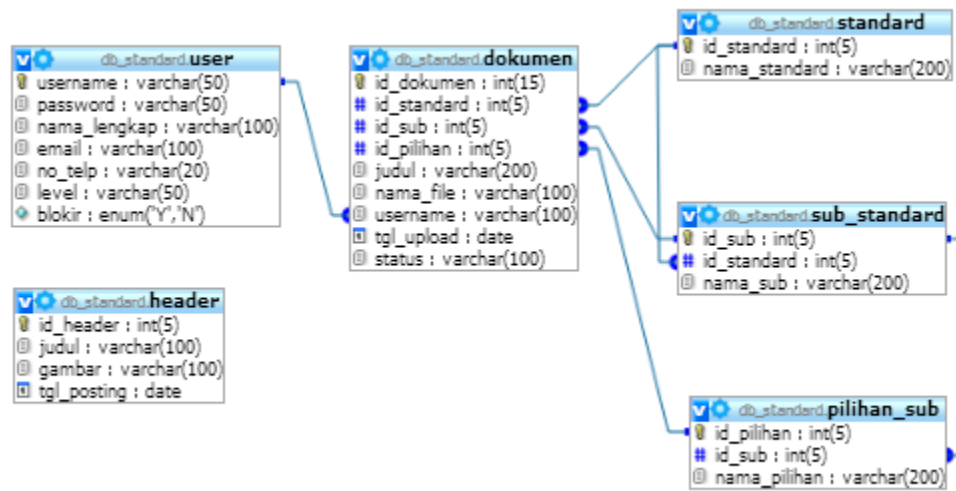 db_standard.user
username : varchar(50)
password : varchar(50)
nama_lengkap : varchar(100)
email : varchar(100)
no_telp : varchar(20)
level : varchar(50)
blokir : enum('Y','N')
db_standard.dokumen
id_dokumen : int(15)
id_standard : int(5)
id_sub : int(5)
id_pilihan : int(5)
judul : varchar(200)
nama_file : varchar(100)
username : varchar(100)
tgl_upload : date
status : varchar(100)
db_standard.standard
id_standard : int(5)
nama_standard : varchar(200)
db_standard.sub_standard
id_sub : int(5)
id_standard : int(5)
nama_sub : varchar(200)
db_standard.header
id_header : int(5)
judul : varchar(100)
gambar : varchar(100)
tgl_posting : date
db_standard.pilihan_sub
id_pilihan : int(5)
id_sub : int(5)
nama_pilihan : varchar(200)